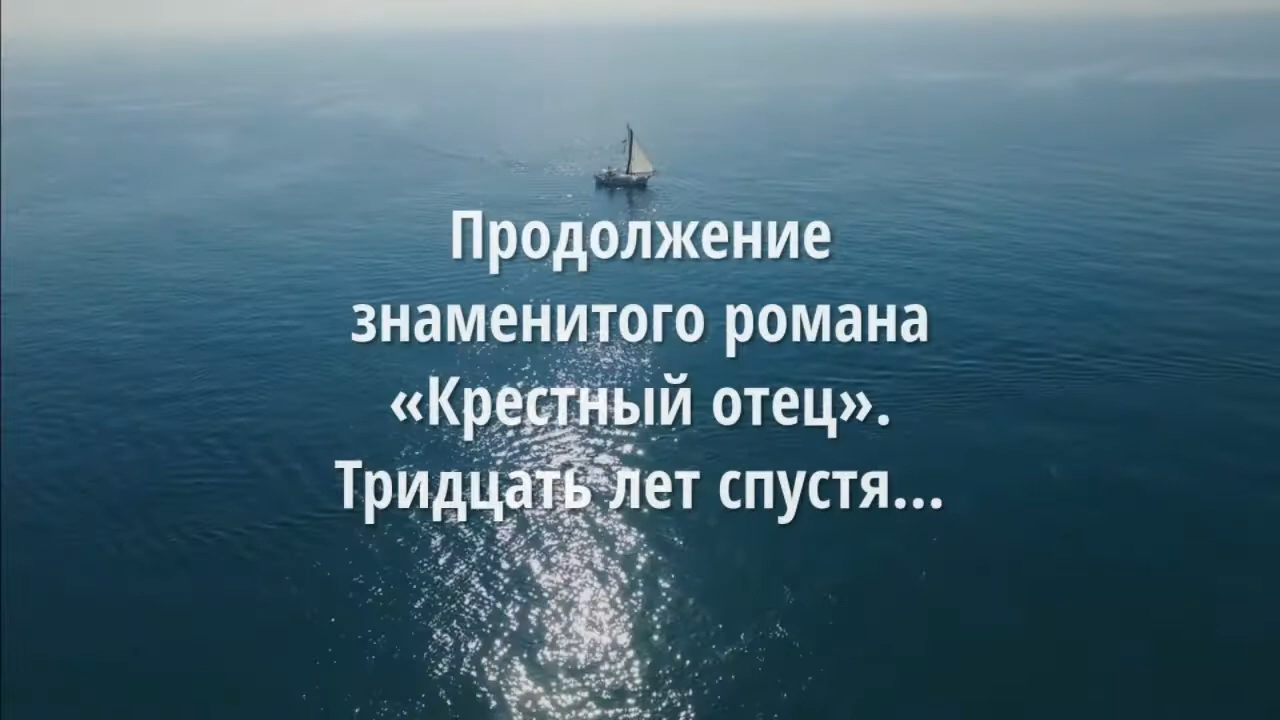 Продолжение
знаменитого романа
«Крестный отец».
Тридцать лет спустя...